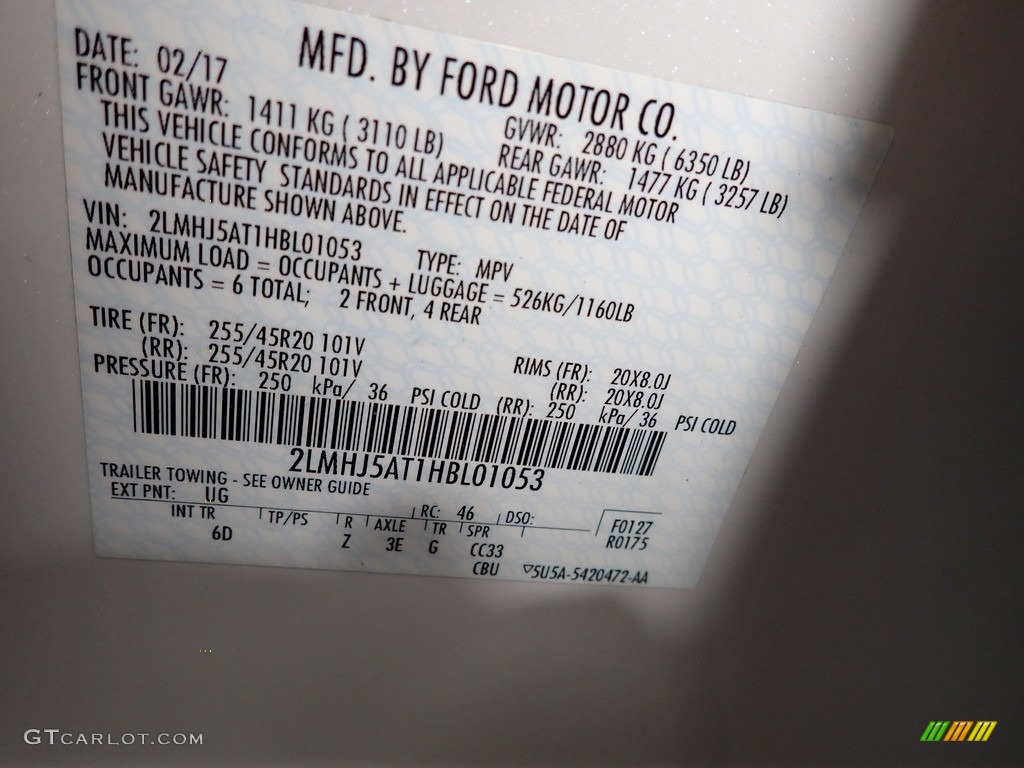 MFD. BY FORD MOTOR CO.
DATE: 02/17 GVWR: 2880 KG ( 6350 LB)
FRONT GAWR: 1411 KG ( 3110 LB) REAR GAWR: 1477 KG ( 3257 LB)
THIS VEHICLE CONFORMS TO ALL APPLICABLE FEDERAL MOTOR
VEHICLE SAFETY STANDARDS IN EFFECT ON THE DATE OF
MANUFACTURE SHOWN ABOVE.
VIN: 2LMHJ5AT1HBL01053 TYPE: MPV
MAXIMUM LOAD = OCCUPANTS + LUGGAGE = 526KG/1160LB
OCCUPANTS = 6 TOTAL; 2 FRONT, 4 REAR
TIRE (FR): 255/45R20 101V RIMS (FR): 20X8.0J
(RR): 255/45R20 101V (RR): 20X8.0J
PRESSURE (FR): 250 kPa/ 36 PSI COLD (RR): 250 kPa/ 36 PSI COLD
2LMHJ5AT1HBL01053
TRAILER TOWING - SEE OWNER GUIDE
EXT PNT: UG RC: 46 DSO: F0127
INT TR TP/PS R AXLE TR SPR R0175
6D Z 3E G CC33
CBU 5U5A-5420472-AA
GTCARLOT.COM